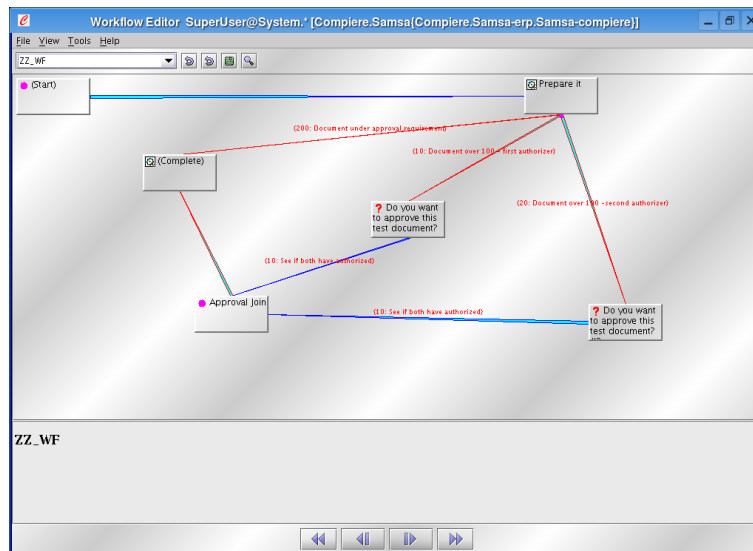 Workflow Editor SuperUser@System.* [Compiere.Samsa{Compiere.Samsa-erp.Samsa-compiere}]
File View Tools Help
ZZ_WF
(Start)
Prepare it
(200: Document under approval requirement)
(10: Document over 100 - first authorizer)
(Complete)
(20: Document over 100 -second authorizer)
? Do you want
to approve this
test document?
(10: See if both have authorized)
Approval Join
(10: See if both have authorized)
? Do you want
to approve this
test document?
ZZ_WF